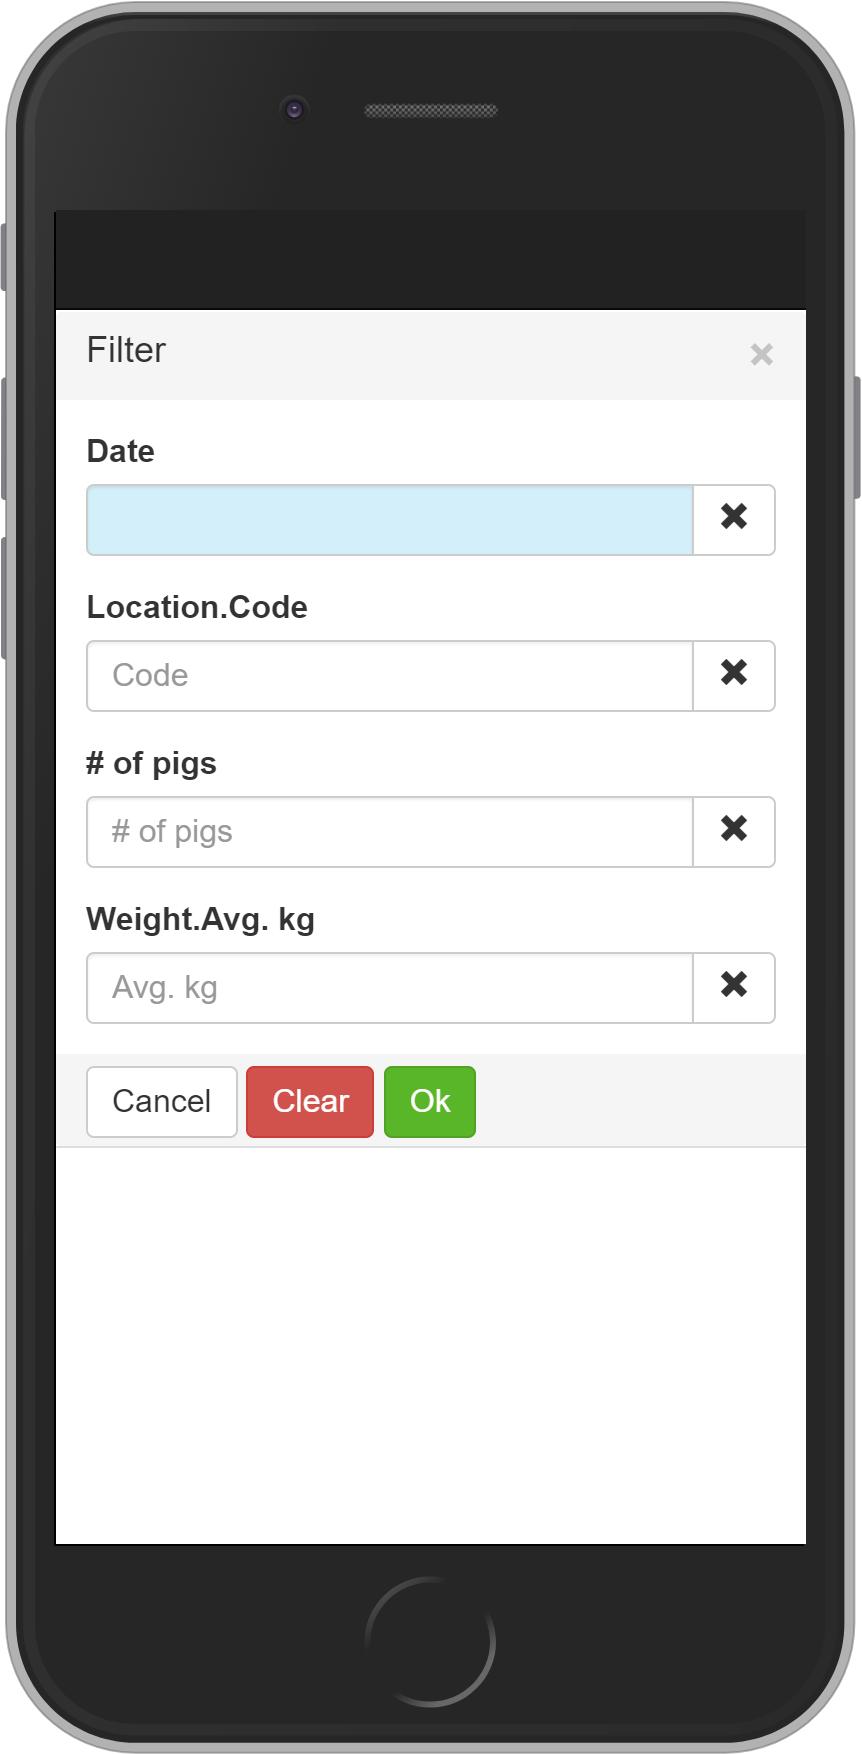 Filter
Date
Location.Code
Code
# of pigs
# of pigs
Weight.Avg. kg
Avg. kg
Cancel Clear Ok